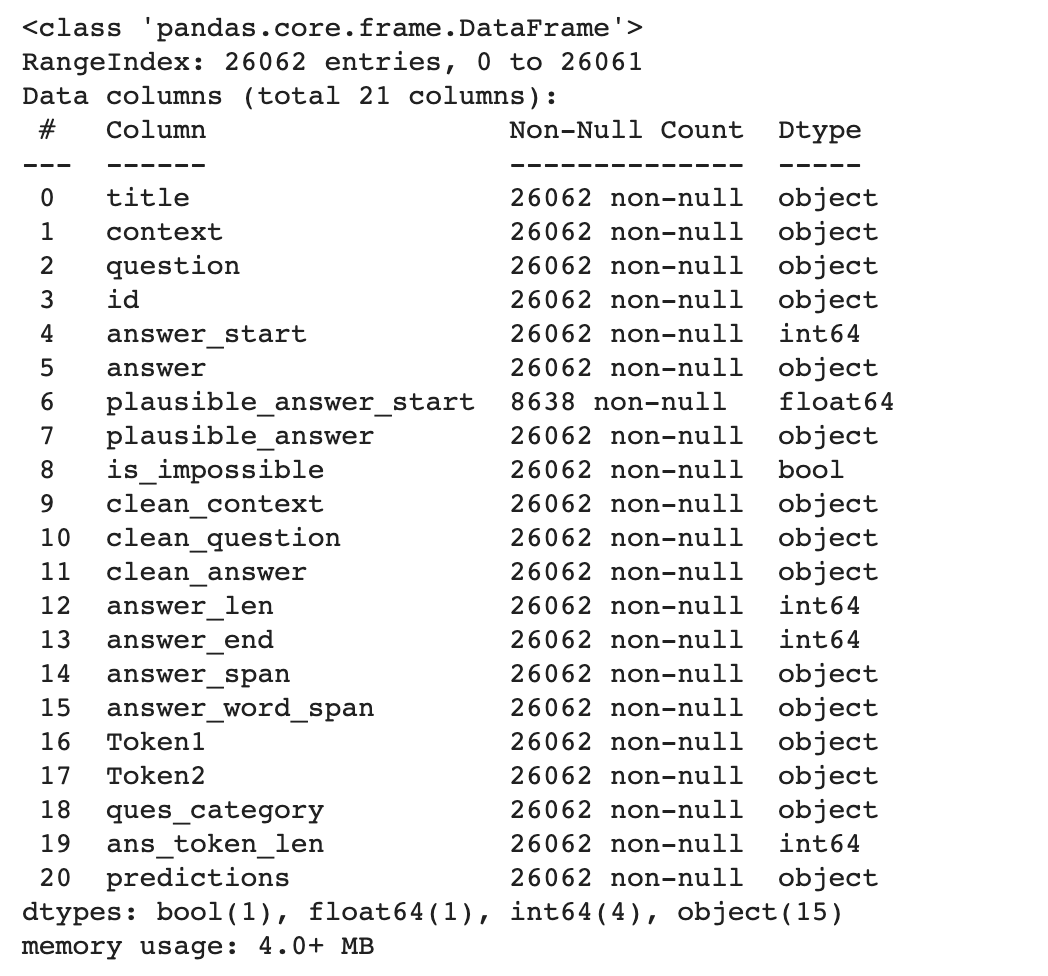 <class 'pandas.core.frame.DataFrame'>
RangeIndex: 26062 entries, 0 to 26061
Data columns (total 21 columns):
 #   Column                  Non-Null Count  Dtype
---  ------                  --------------  -----
 0   title                   26062 non-null  object
 1   context                 26062 non-null  object
 2   question                26062 non-null  object
 3   id                      26062 non-null  object
 4   answer_start            26062 non-null  int64
 5   answer                  26062 non-null  object
 6   plausible_answer_start  8638 non-null   float64
 7   plausible_answer        26062 non-null  object
 8   is_impossible           26062 non-null  bool
 9   clean_context           26062 non-null  object
 10  clean_question          26062 non-null  object
 11  clean_answer            26062 non-null  object
 12  answer_len              26062 non-null  int64
 13  answer_end              26062 non-null  int64
 14  answer_span             26062 non-null  object
 15  answer_word_span        26062 non-null  object
 16  Token1                  26062 non-null  object
 17  Token2                  26062 non-null  object
 18  ques_category           26062 non-null  object
 19  ans_token_len           26062 non-null  int64
 20  predictions             26062 non-null  object
dtypes: bool(1), float64(1), int64(4), object(15)
memory usage: 4.0+ MB